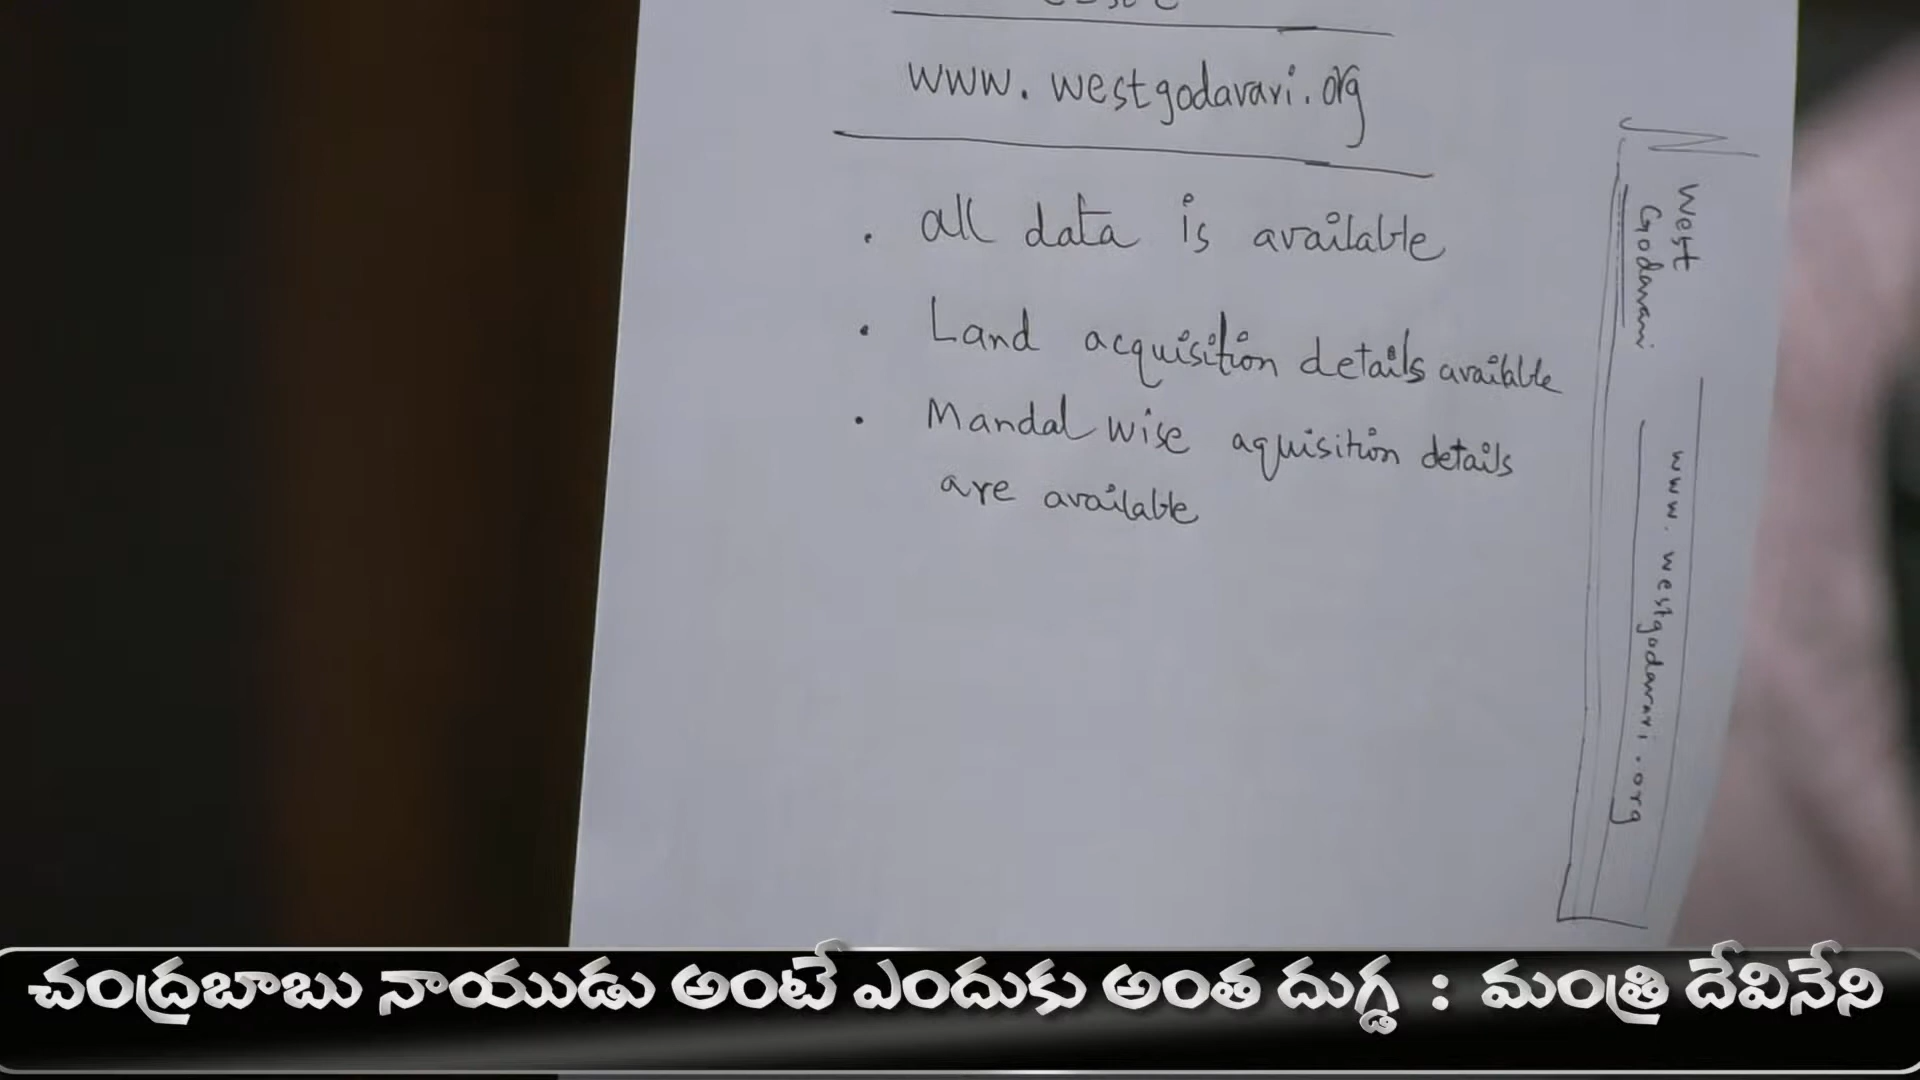 www.westgodavari.org
. all data is available
. Land acquisition details available
. Mandal wise aquisition details
are available
West
Godavari
www.westgodavari.org
చంద్రబాబు నాయుడు అంటే ఎందుకు అంత దుగ్ధ : మంత్రి దేవినేని